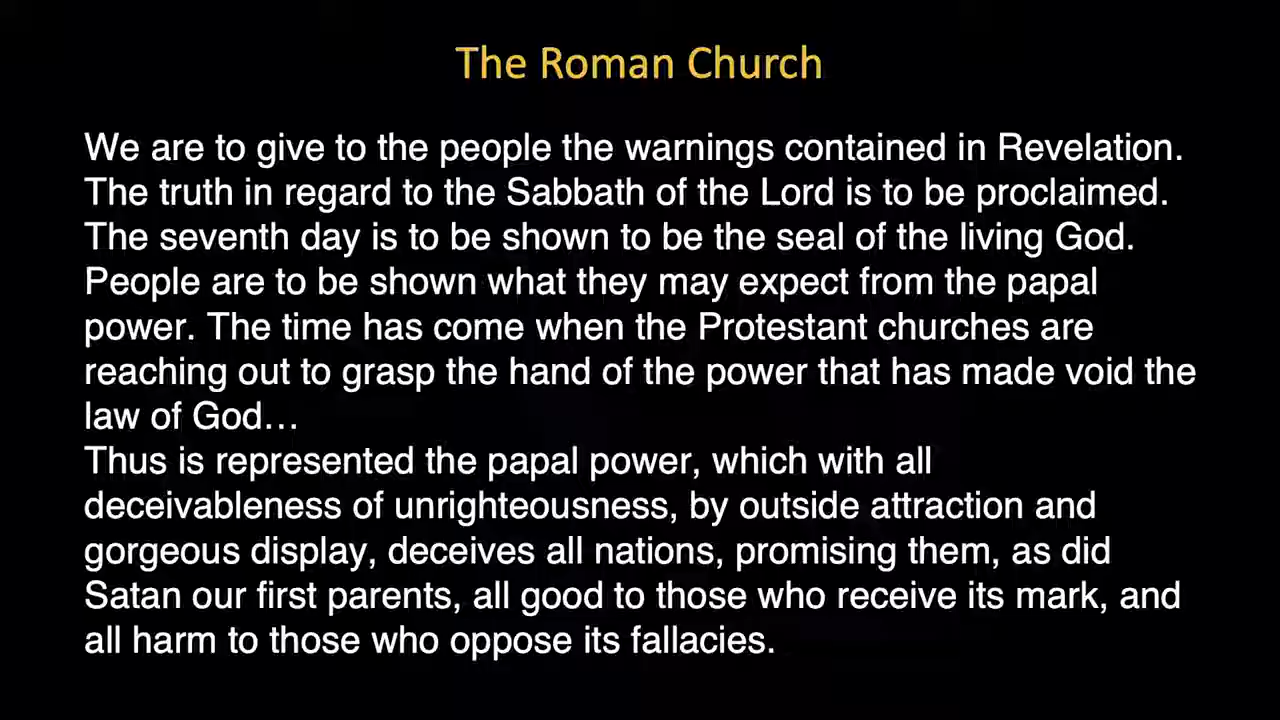 The Roman Church
We are to give to the people the warnings contained in Revelation.
The truth in regard to the Sabbath of the Lord is to be proclaimed.
The seventh day is to be shown to be the seal of the living God.
People are to be shown what they may expect from the papal
power. The time has come when the Protestant churches are
reaching out to grasp the hand of the power that has made void the
law of God…
Thus is represented the papal power, which with all
deceivableness of unrighteousness, by outside attraction and
gorgeous display, deceives all nations, promising them, as did
Satan our first parents, all good to those who receive its mark, and
all harm to those who oppose its fallacies.